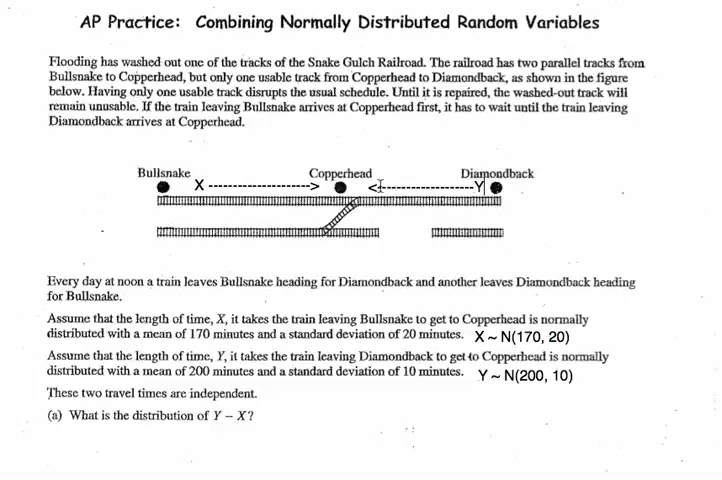 AP Practice: Combining Normally Distributed Random Variables
Flooding has washed out one of the tracks of the Snake Gulch Railroad. The railroad has two parallel tracks from
Bullsnake to Copperhead, but only one usable track from Copperhead to Diamondback, as shown in the figure
below. Having only one usable track disrupts the usual schedule. Until it is repaired, the washed-out track will
remain unusable. If the train leaving Bullsnake arrives at Copperhead first, it has to wait until the train leaving
Diamondback arrives at Copperhead.
Bullsnake Copperhead Diamondback
X ---------------------> <---------------------Y
Every day at noon a train leaves Bullsnake heading for Diamondback and another leaves Diamondback heading
for Bullsnake.
Assume that the length of time, X, it takes the train leaving Bullsnake to get to Copperhead is normally
distributed with a mean of 170 minutes and a standard deviation of 20 minutes. X ~ N(170, 20)
Assume that the length of time, Y, it takes the train leaving Diamondback to get to Copperhead is normally
distributed with a mean of 200 minutes and a standard deviation of 10 minutes. Y ~ N(200, 10)
These two travel times are independent.
(a) What is the distribution of Y – X?